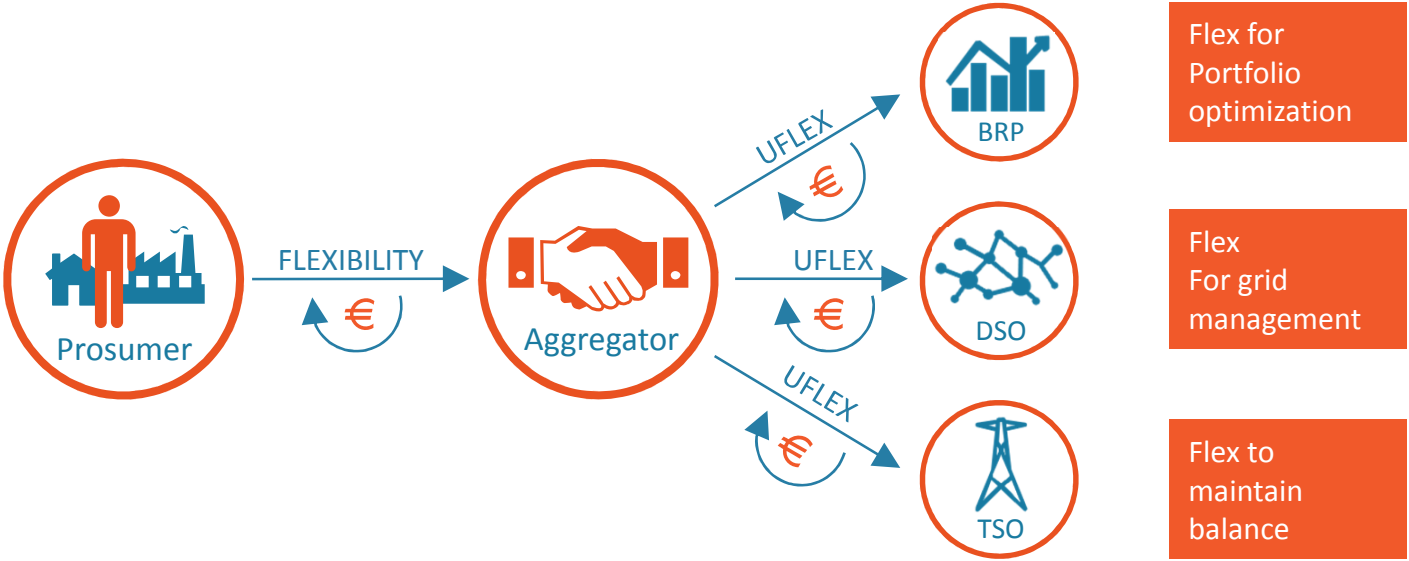 Prosumer
FLEXIBILITY
€
Aggregator
UFLEX
€
BRP
Flex for
Portfolio
optimization
UFLEX
€
DSO
Flex
For grid
management
UFLEX
€
TSO
Flex to
maintain
balance